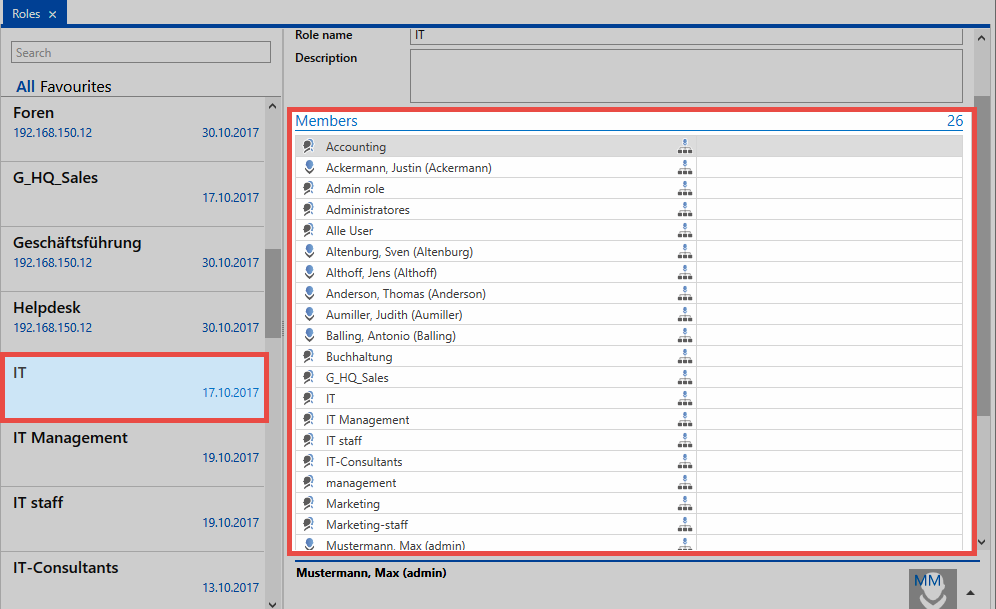 Roles ×
Search
All Favourites
Foren
192.168.150.12 30.10.2017
G_HQ_Sales
17.10.2017
Geschäftsführung
192.168.150.12 30.10.2017
Helpdesk
192.168.150.12 30.10.2017
IT
17.10.2017
IT Management
19.10.2017
IT staff
19.10.2017
IT-Consultants
13.10.2017
Role name IT
Description
Members 26
Accounting
Ackermann, Justin (Ackermann)
Admin role
Administratores
Alle User
Altenburg, Sven (Altenburg)
Althoff, Jens (Althoff)
Anderson, Thomas (Anderson)
Aumiller, Judith (Aumiller)
Balling, Antonio (Balling)
Buchhaltung
G_HQ_Sales
IT
IT Management
IT staff
IT-Consultants
management
Marketing
Marketing-staff
Mustermann, Max (admin)
Mustermann, Max (admin)
MM